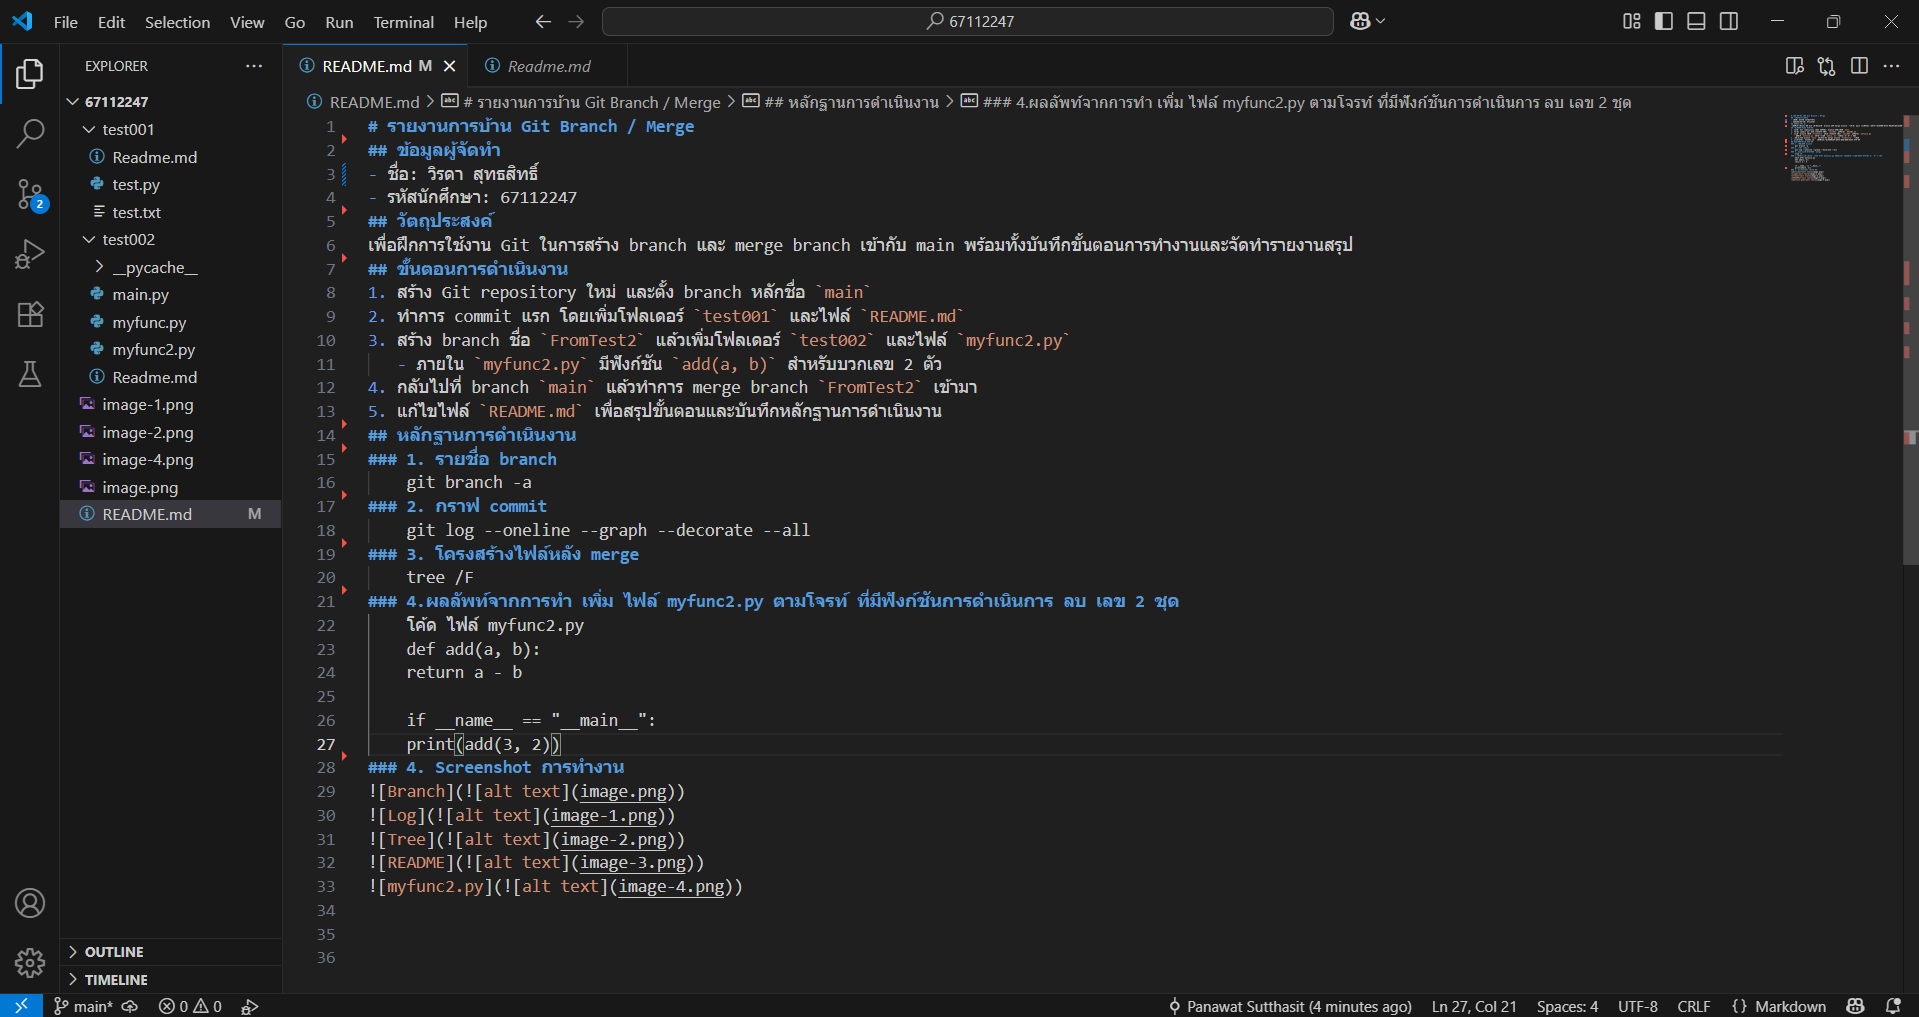 File Edit Selection View Go Run Terminal Help
67112247
EXPLORER
67112247
test001
Readme.md
test.py
test.txt
test002
__pycache__
main.py
myfunc.py
myfunc2.py
Readme.md
image-1.png
image-2.png
image-4.png
image.png
README.md M
OUTLINE
TIMELINE
2
README.md M
Readme.md
README.md > # รายงานการบ้าน Git Branch / Merge > ## หลักฐานการดำเนินงาน > ### 4.ผลลัพท์จากการทำ เพิ่ม ไฟล์ myfunc2.py ตามโจรท์ ที่มีฟังก์ชันการดำเนินการ ลบ เลข 2 ชุด
1 # รายงานการบ้าน Git Branch / Merge
2 ## ข้อมูลผู้จัดทำ
3 - ชื่อ: วิรดา สุทธสิทธิ์
4 - รหัสนักศึกษา: 67112247
5 ## วัตถุประสงค์
6 เพื่อฝึกการใช้งาน Git ในการสร้าง branch และ merge branch เข้ากับ main พร้อมทั้งบันทึกขั้นตอนการทำงานและจัดทำรายงานสรุป
7 ## ขั้นตอนการดำเนินงาน
8 1. สร้าง Git repository ใหม่ และตั้ง branch หลักชื่อ `main`
9 2. ทำการ commit แรก โดยเพิ่มโฟลเดอร์ `test001` และไฟล์ `README.md`
10 3. สร้าง branch ชื่อ `FromTest2` แล้วเพิ่มโฟลเดอร์ `test002` และไฟล์ `myfunc2.py`
11 - ภายใน `myfunc2.py` มีฟังก์ชัน `add(a, b)` สำหรับบวกเลข 2 ตัว
12 4. กลับไปที่ branch `main` แล้วทำการ merge branch `FromTest2` เข้ามา
13 5. แก้ไขไฟล์ `README.md` เพื่อสรุปขั้นตอนและบันทึกหลักฐานการดำเนินงาน
14 ## หลักฐานการดำเนินงาน
15 ### 1. รายชื่อ branch
16 git branch -a
17 ### 2. กราฟ commit
18 git log --oneline --graph --decorate --all
19 ### 3. โครงสร้างไฟล์หลัง merge
20 tree /F
21 ### 4.ผลลัพท์จากการทำ เพิ่ม ไฟล์ myfunc2.py ตามโจรท์ ที่มีฟังก์ชันการดำเนินการ ลบ เลข 2 ชุด
22 โค้ด ไฟล์ myfunc2.py
23 def add(a, b):
24 return a - b
25
26 if __name__ == "__main__":
27 print(add(3, 2))
28 ### 4. Screenshot การทำงาน
29 ![Branch](![alt text](image.png))
30 ![Log](![alt text](image-1.png))
31 ![Tree](![alt text](image-2.png))
32 ![README](![alt text](image-3.png))
33 ![myfunc2.py](![alt text](image-4.png))
34
35
36
main* 0 0 Panawat Sutthasit (4 minutes ago) Ln 27, Col 21 Spaces: 4 UTF-8 CRLF {} Markdown